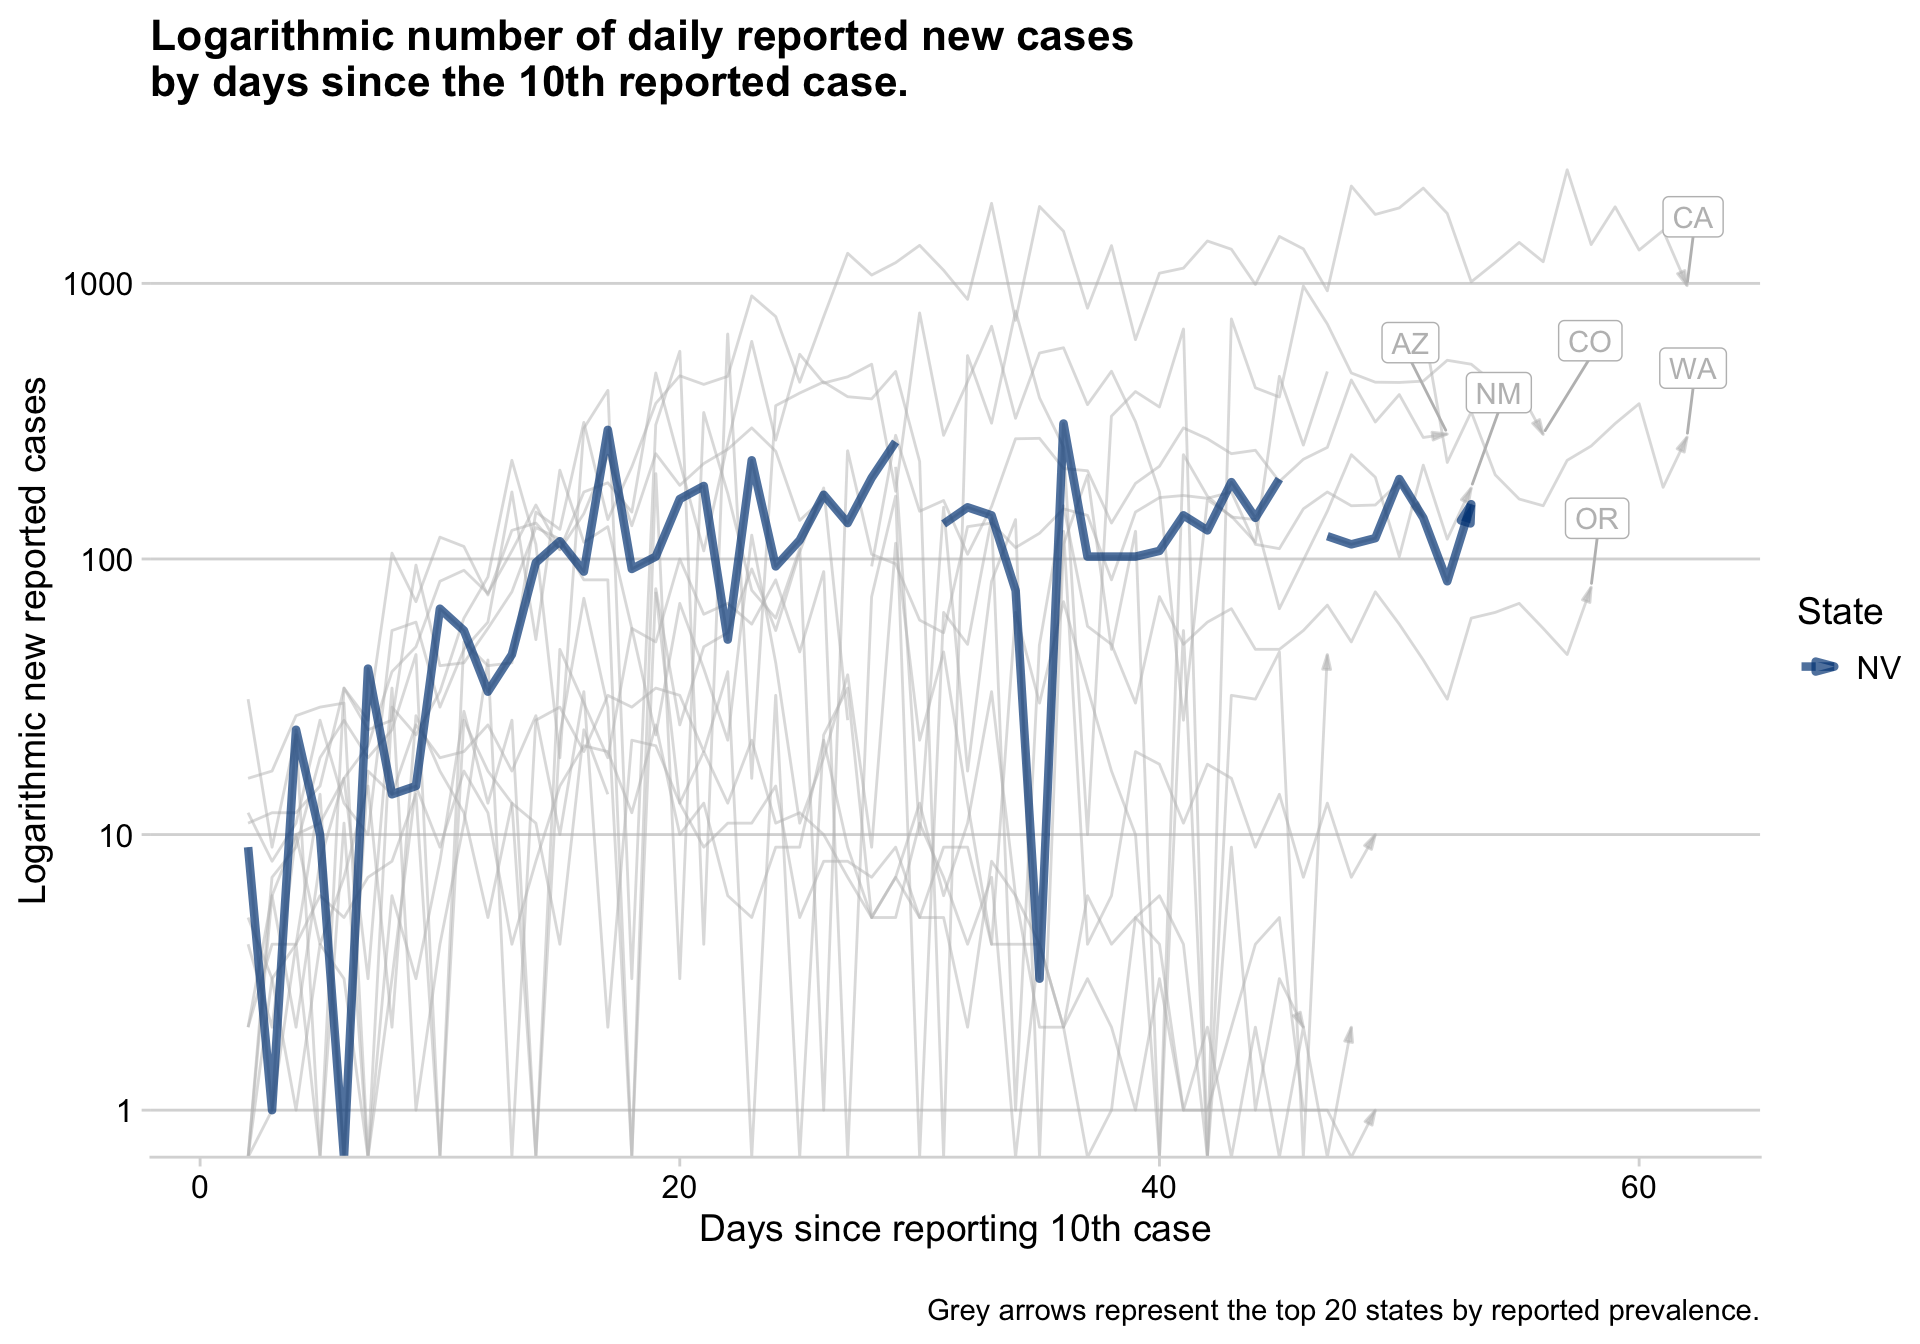 Logarithmic number of daily reported new cases
by days since the 10th reported case.
Logarithmic new reported cases
1000
100
10
1
CA
CO
AZ
WA
NM
OR
State
NV
0
20
40
60
Days since reporting 10th case
Grey arrows represent the top 20 states by reported prevalence.